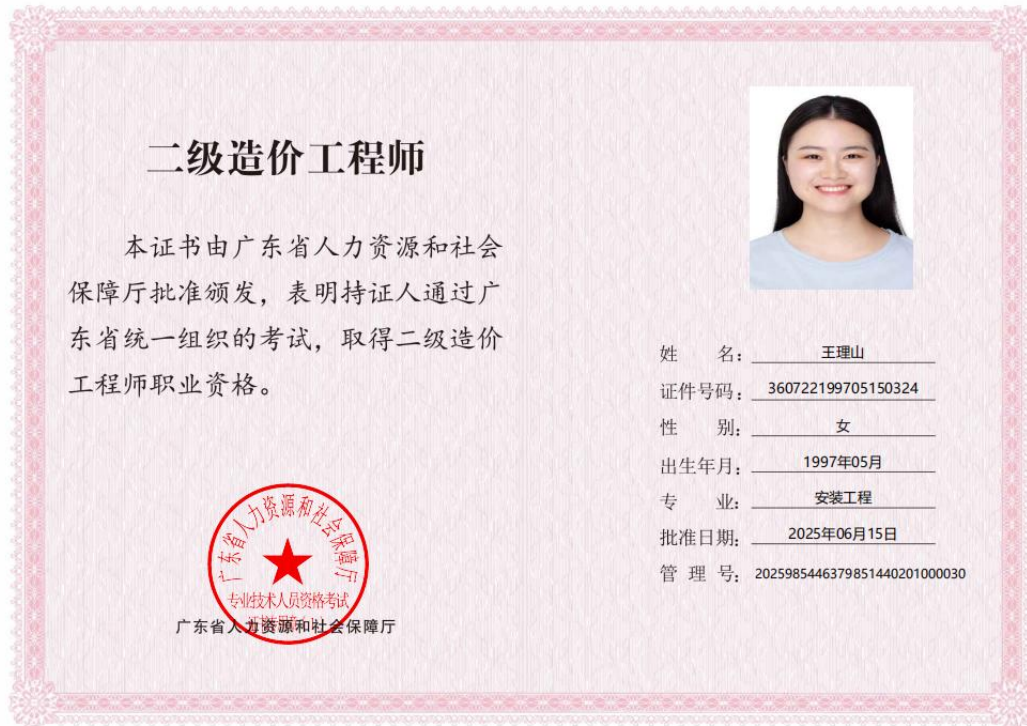 二级造价工程师
本证书由广东省人力资源和社会
保障厅批准颁发，表明持证人通过广
东省统一组织的考试，取得二级造价
工程师职业资格。
广东省人力资源和社会保障厅
专业技术人员资格考试
广东省人力资源和社会保障厅
姓名：王理山
证件号码：360722199705150324
性别：女
出生年月：1997年05月
专业：安装工程
批准日期：2025年06月15日
管理号：2025985446379851440201000030